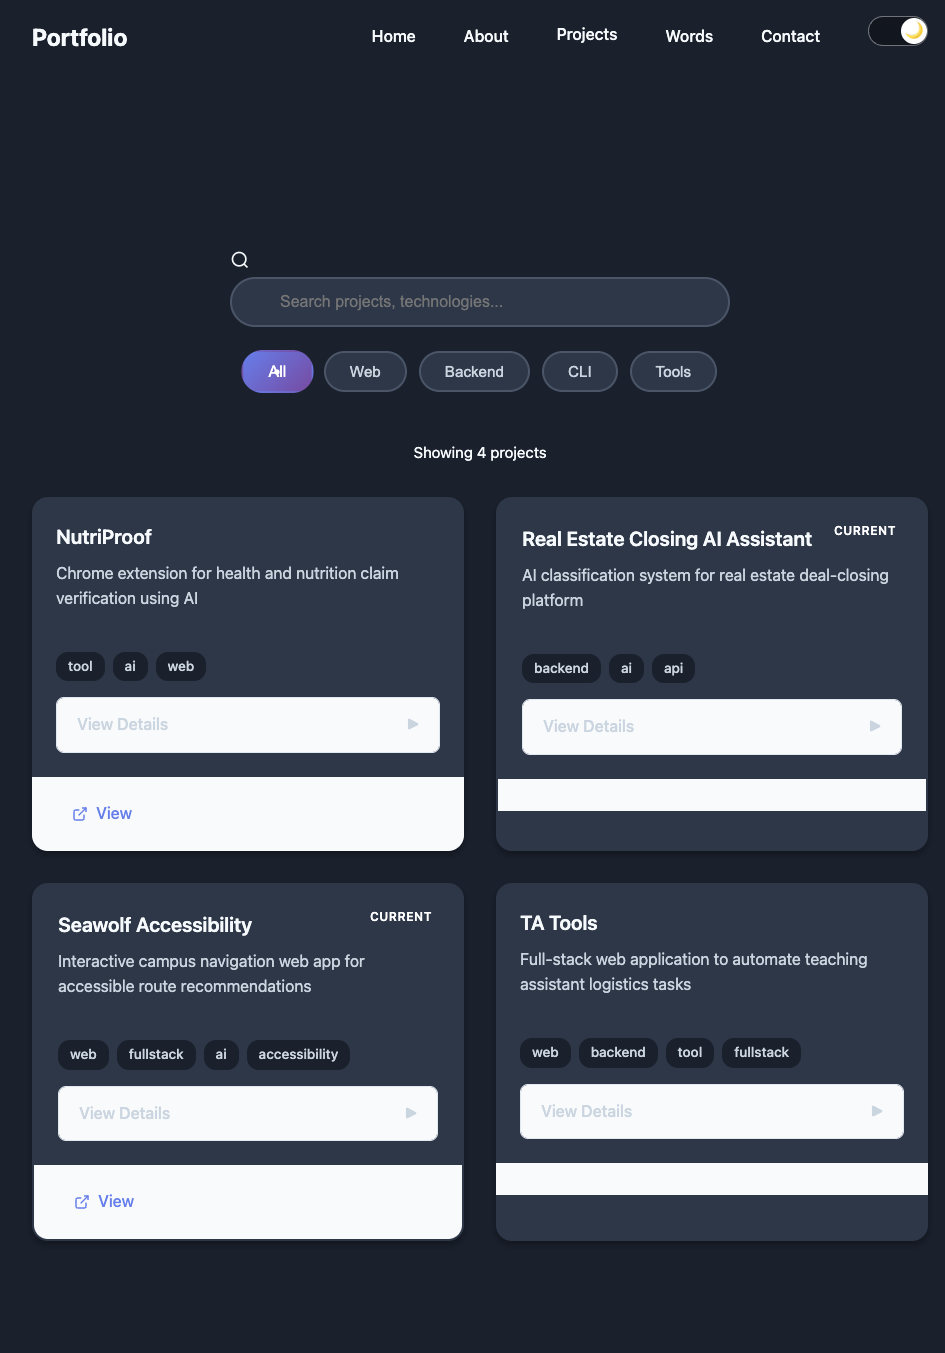 Portfolio
Home About Projects Words Contact
Search projects, technologies...
All Web Backend CLI Tools
Showing 4 projects
NutriProof
Chrome extension for health and nutrition claim
verification using AI
tool ai web
View Details
View
Real Estate Closing AI Assistant
CURRENT
AI classification system for real estate deal-closing
platform
backend ai api
View Details
Seawolf Accessibility
CURRENT
Interactive campus navigation web app for
accessible route recommendations
web fullstack ai accessibility
View Details
View
TA Tools
Full-stack web application to automate teaching
assistant logistics tasks
web backend tool fullstack
View Details